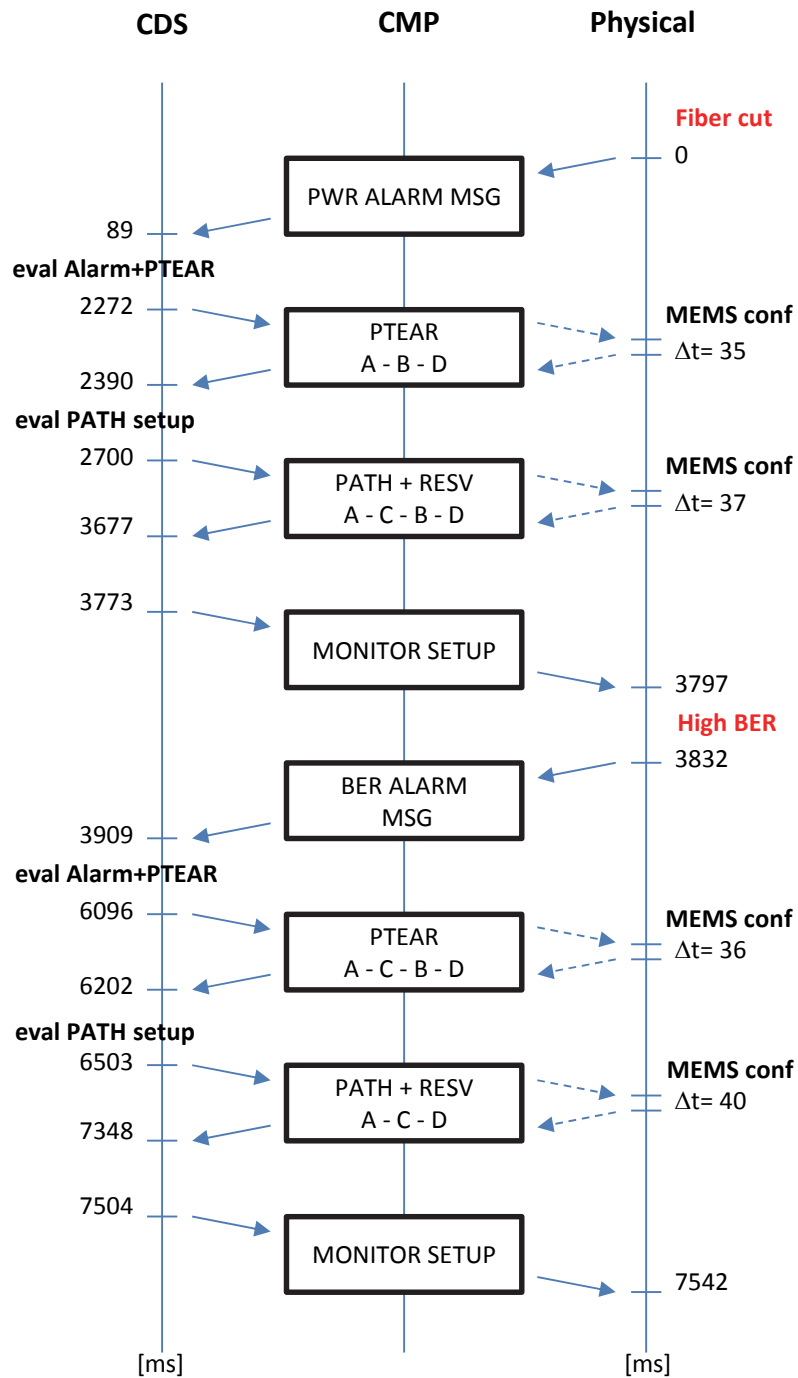 CDS CMP Physical
Fiber cut
0
PWR ALARM MSG
89
eval Alarm+PTEAR
2272
MEMS conf
PTEAR
A - B - D
Δt= 35
2390
eval PATH setup
2700
MEMS conf
PATH + RESV
A - C - B - D
Δt= 37
3677
3773
MONITOR SETUP
3797
High BER
3832
BER ALARM
MSG
3909
eval Alarm+PTEAR
6096
MEMS conf
PTEAR
A - C - B - D
Δt= 36
6202
eval PATH setup
6503
MEMS conf
PATH + RESV
A - C - D
Δt= 40
7348
7504
MONITOR SETUP
7542
[ms] [ms]